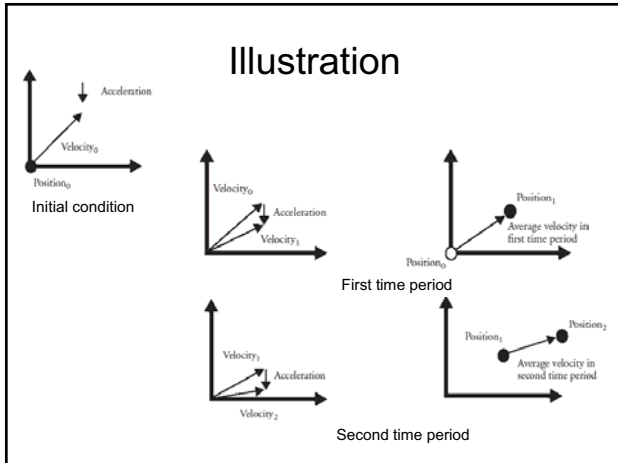 Illustration
Acceleration
Velocity0
Position0
Initial condition
Velocity0
Acceleration
Velocity1
Position1
Average velocity in
first time period
Position0
First time period
Velocity1
Acceleration
Velocity2
Position2
Position1
Average velocity in
second time period
Second time period